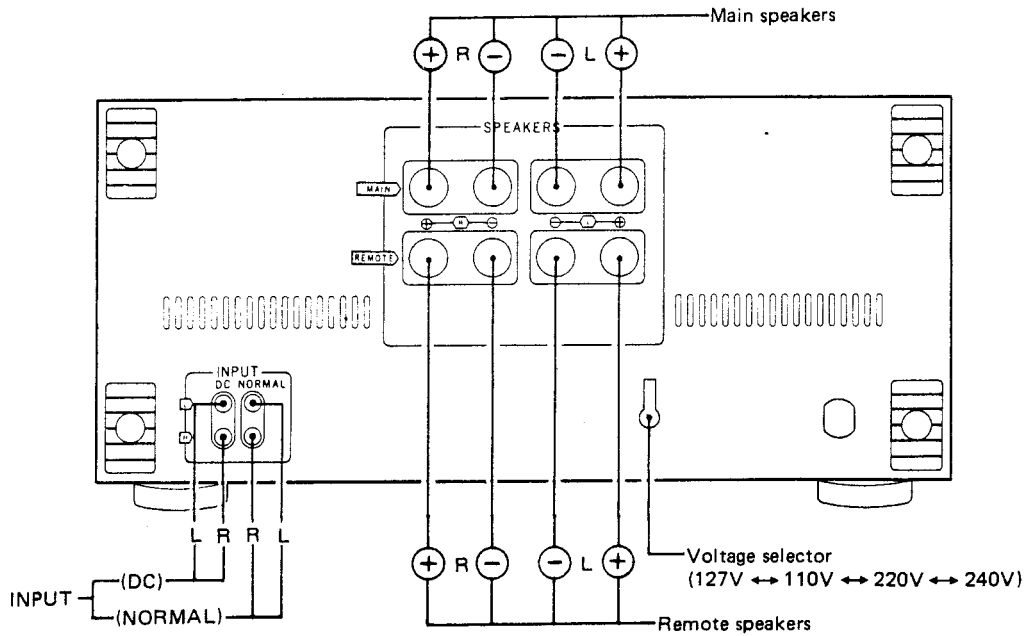 Main speakers
+ R − − L +
SPEAKERS
MAIN
⊕ R ⊖ ⊖ L ⊕
REMOTE
INPUT
DC NORMAL
L
R
L R R L
+ R − − L +
Voltage selector
(127V ↔ 110V ↔ 220V ↔ 240V)
INPUT
(DC)
(NORMAL)
Remote speakers